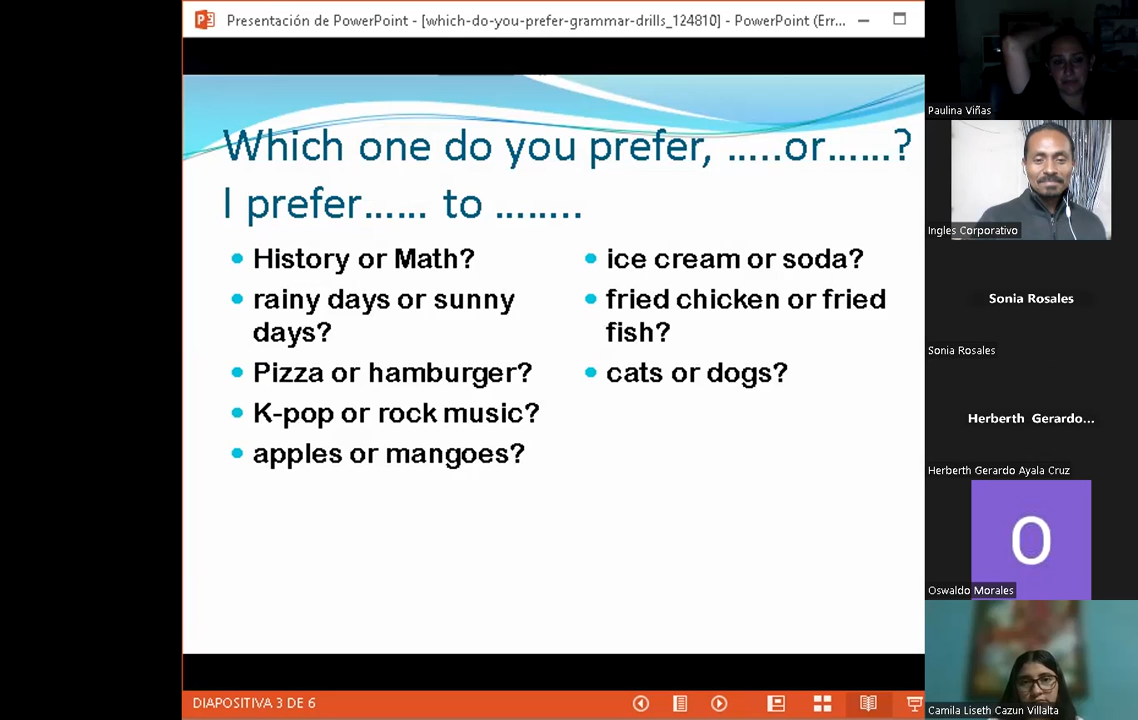 Presentación de PowerPoint - [which-do-you-prefer-grammar-drills_124810] - PowerPoint (Err...
Which one do you prefer, .....or......?
I prefer...... to ........
History or Math?
rainy days or sunny
days?
Pizza or hamburger?
K-pop or rock music?
apples or mangoes?
ice cream or soda?
fried chicken or fried
fish?
cats or dogs?
DIAPOSITIVA 3 DE 6
Paulina Viñas
Ingles Corporativo
Sonia Rosales
Sonia Rosales
Herberth Gerardo...
Herberth Gerardo Ayala Cruz
O
Oswaldo Morales
Camila Liseth Cazun Villalta